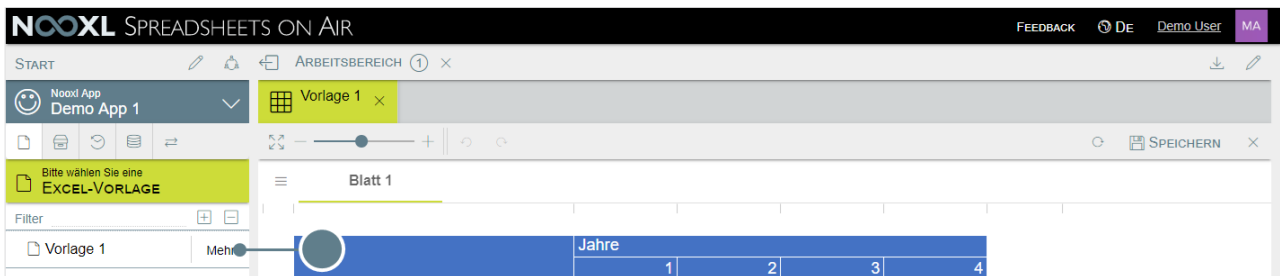 NOOXL SPREADSHEETS ON AIR
FEEDBACK DE Demo User MA
START ARBEITSBEREICH 1
Nooxl App
Demo App 1
Vorlage 1
SPEICHERN
Bitte wählen Sie eine
EXCEL-VORLAGE
Blatt 1
Filter
Vorlage 1 Mehr
Jahre
1 2 3 4